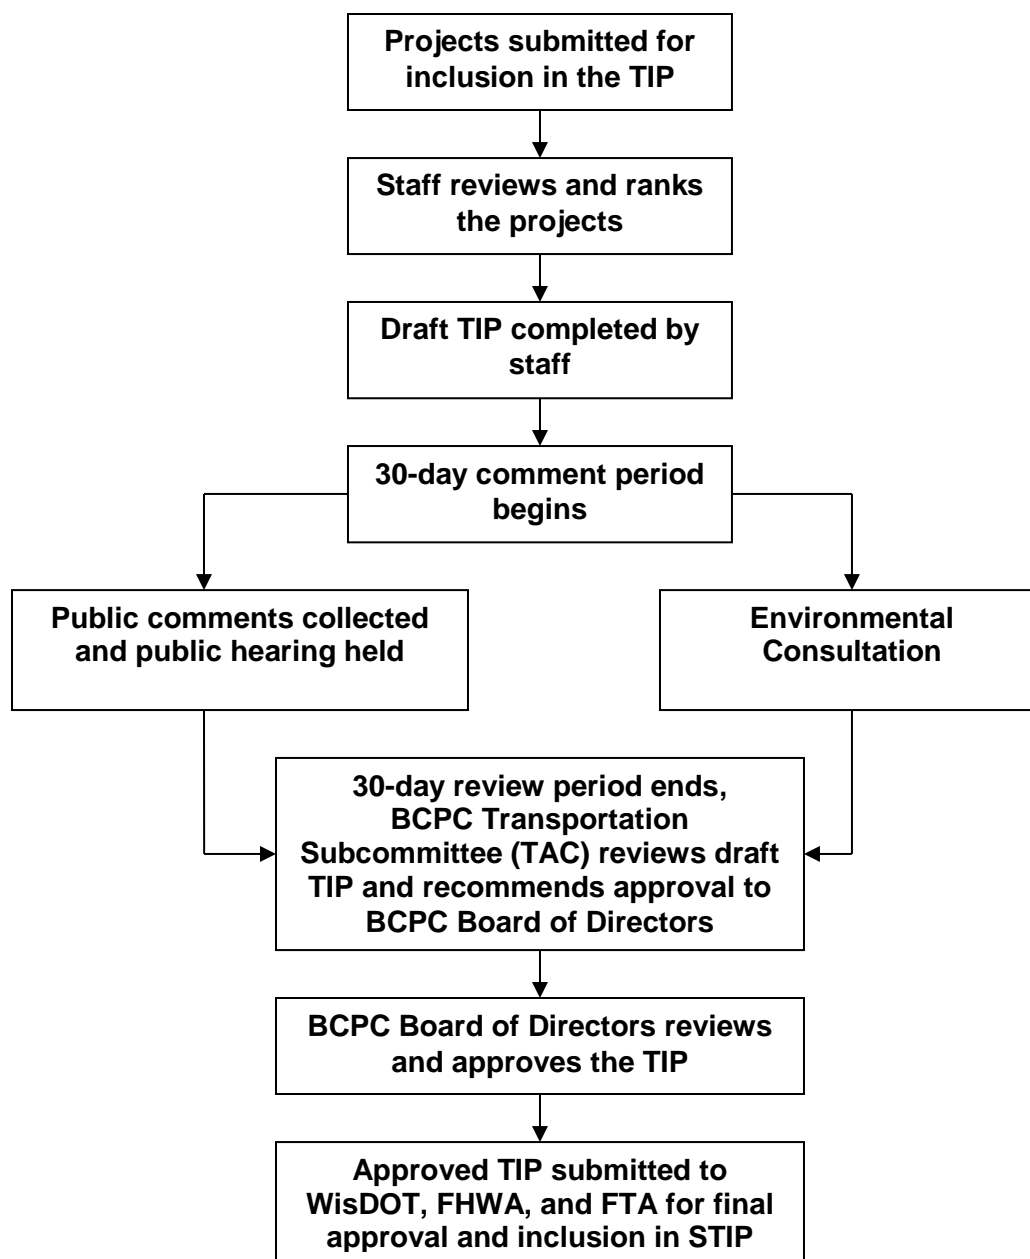 Projects submitted for
inclusion in the TIP
Staff reviews and ranks
the projects
Draft TIP completed by
staff
30-day comment period
begins
Public comments collected
and public hearing held
Environmental
Consultation
30-day review period ends,
BCPC Transportation
Subcommittee (TAC) reviews draft
TIP and recommends approval to
BCPC Board of Directors
BCPC Board of Directors reviews
and approves the TIP
Approved TIP submitted to
WisDOT, FHWA, and FTA for final
approval and inclusion in STIP